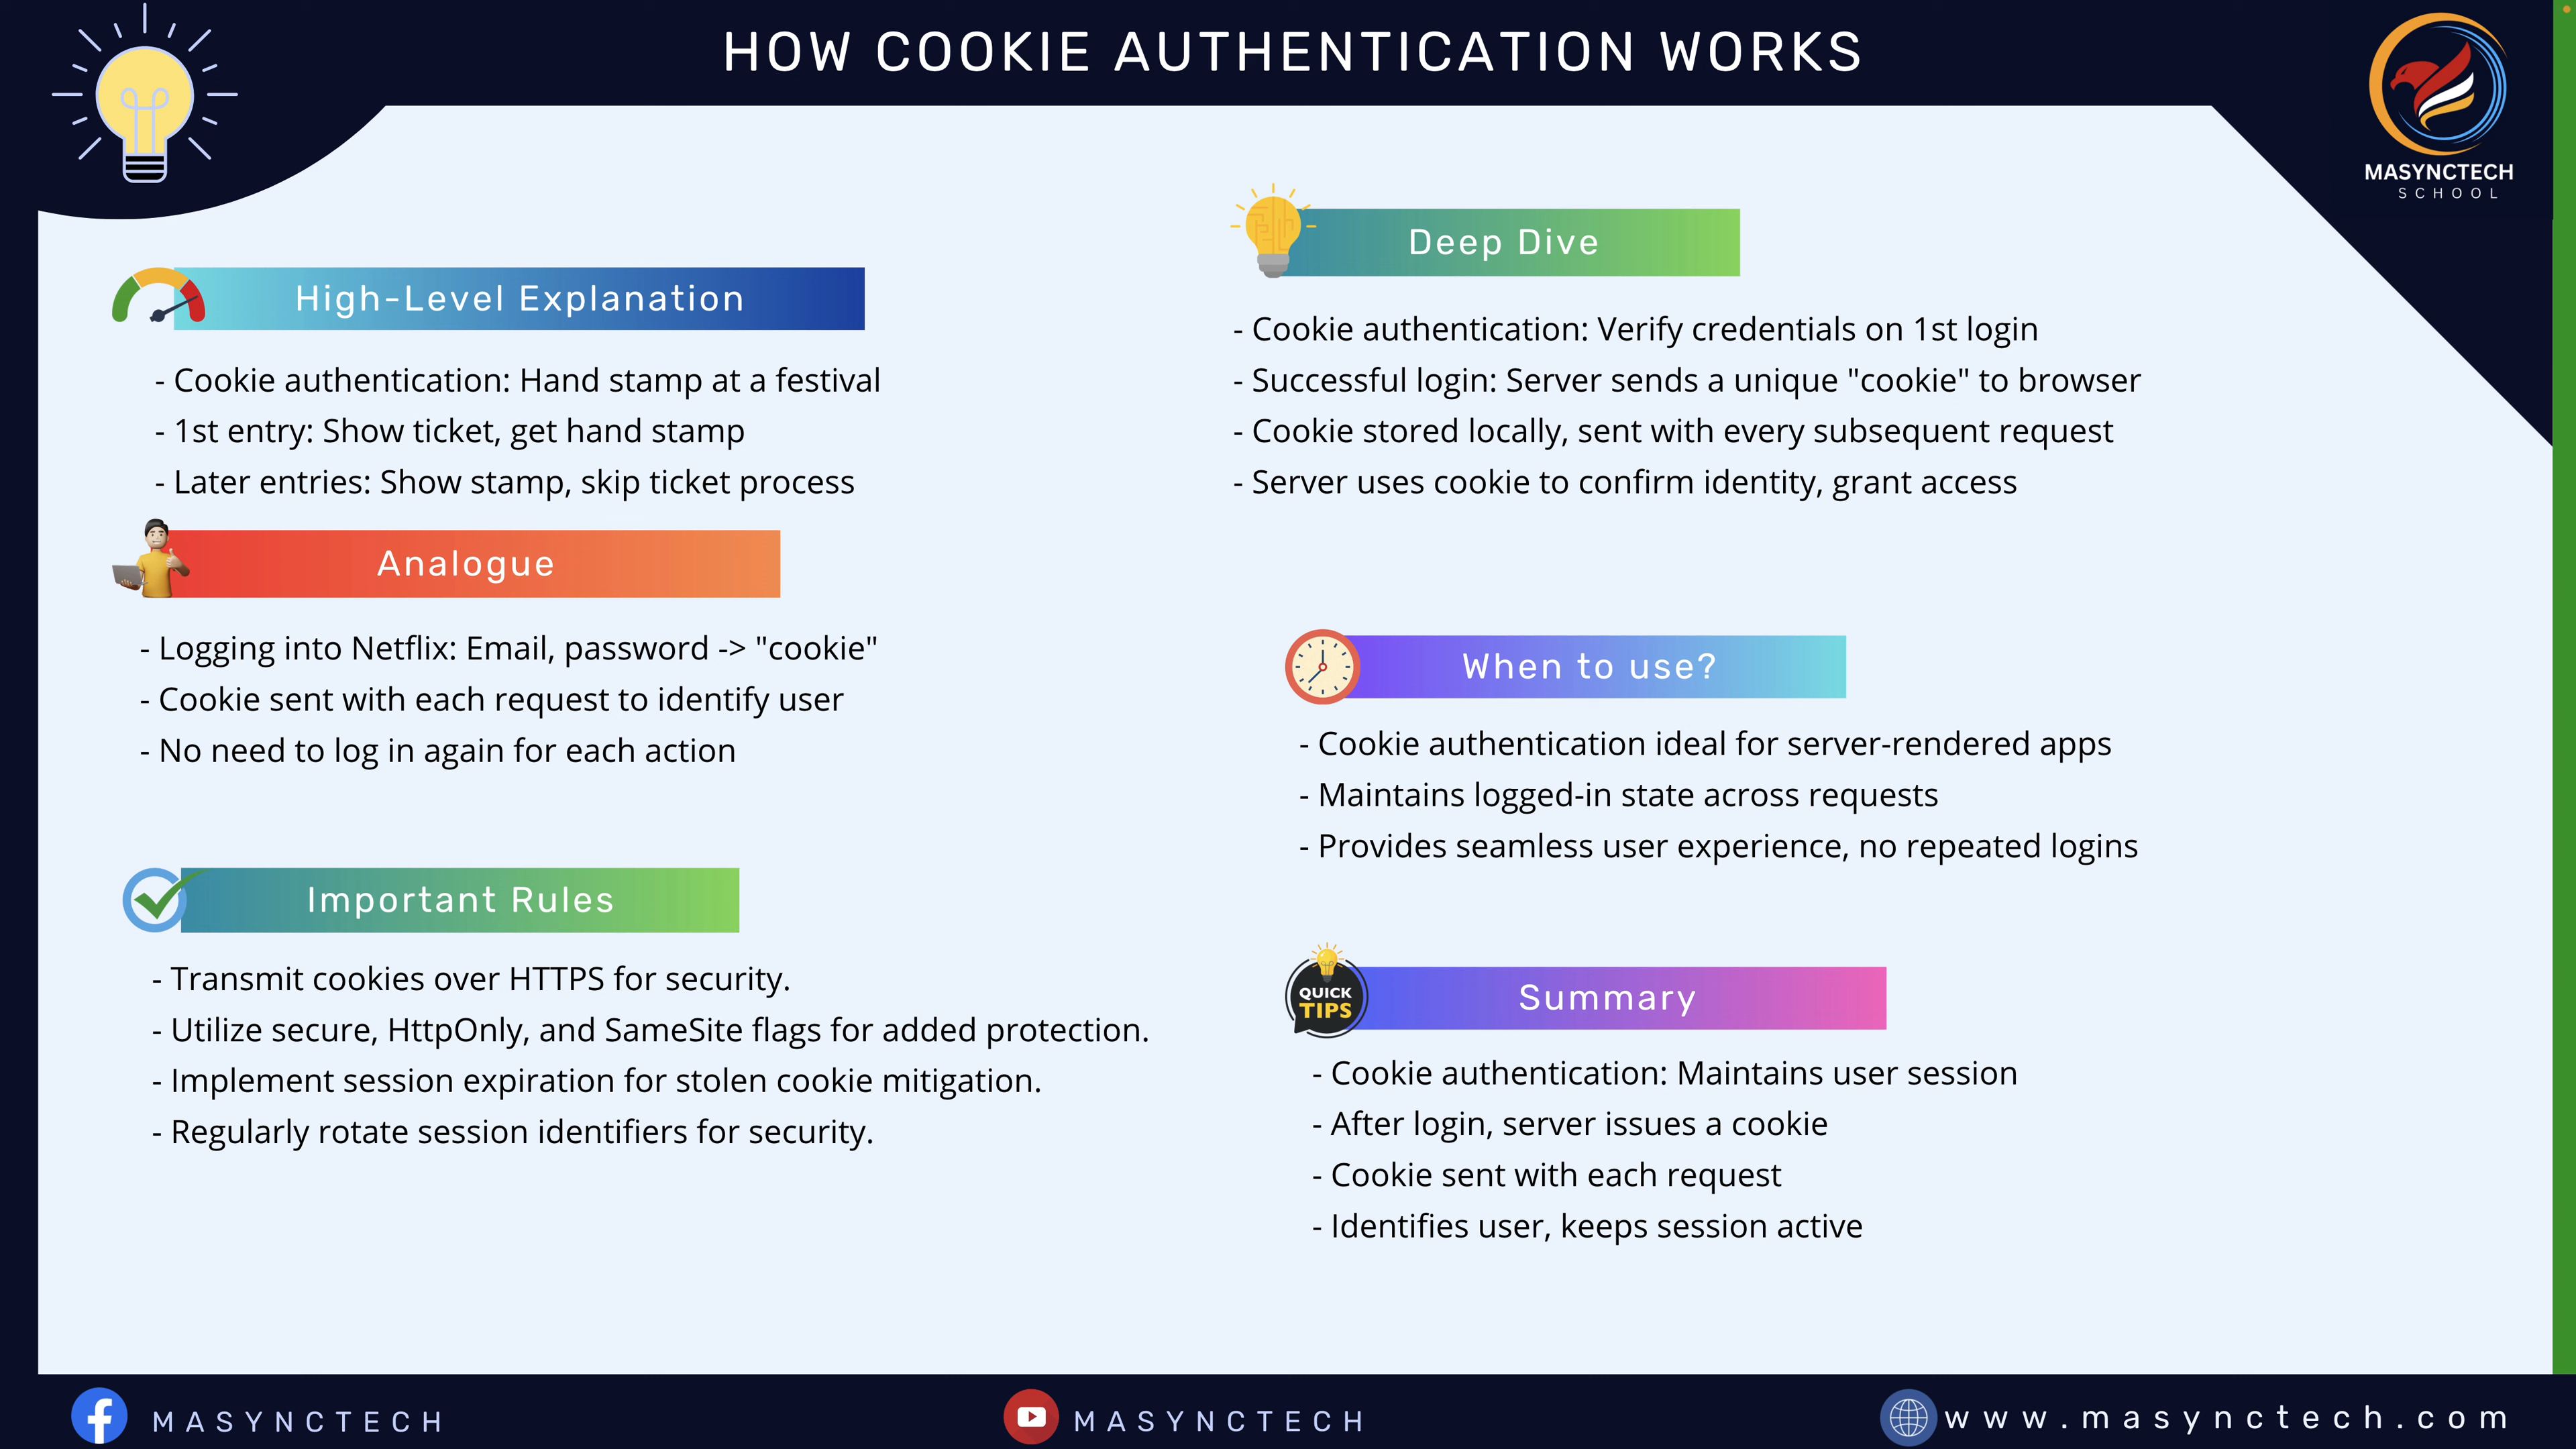 HOW COOKIE AUTHENTICATION WORKS
MASYNCTECH
SCHOOL
High-Level Explanation
- Cookie authentication: Hand stamp at a festival
- 1st entry: Show ticket, get hand stamp
- Later entries: Show stamp, skip ticket process
Analogue
- Logging into Netflix: Email, password -> "cookie"
- Cookie sent with each request to identify user
- No need to log in again for each action
Important Rules
- Transmit cookies over HTTPS for security.
- Utilize secure, HttpOnly, and SameSite flags for added protection.
- Implement session expiration for stolen cookie mitigation.
- Regularly rotate session identifiers for security.
Deep Dive
- Cookie authentication: Verify credentials on 1st login
- Successful login: Server sends a unique "cookie" to browser
- Cookie stored locally, sent with every subsequent request
- Server uses cookie to confirm identity, grant access
When to use?
- Cookie authentication ideal for server-rendered apps
- Maintains logged-in state across requests
- Provides seamless user experience, no repeated logins
QUICK
TIPS
Summary
- Cookie authentication: Maintains user session
- After login, server issues a cookie
- Cookie sent with each request
- Identifies user, keeps session active
MASYNCTECH
MASYNCTECH
www.masynctech.com